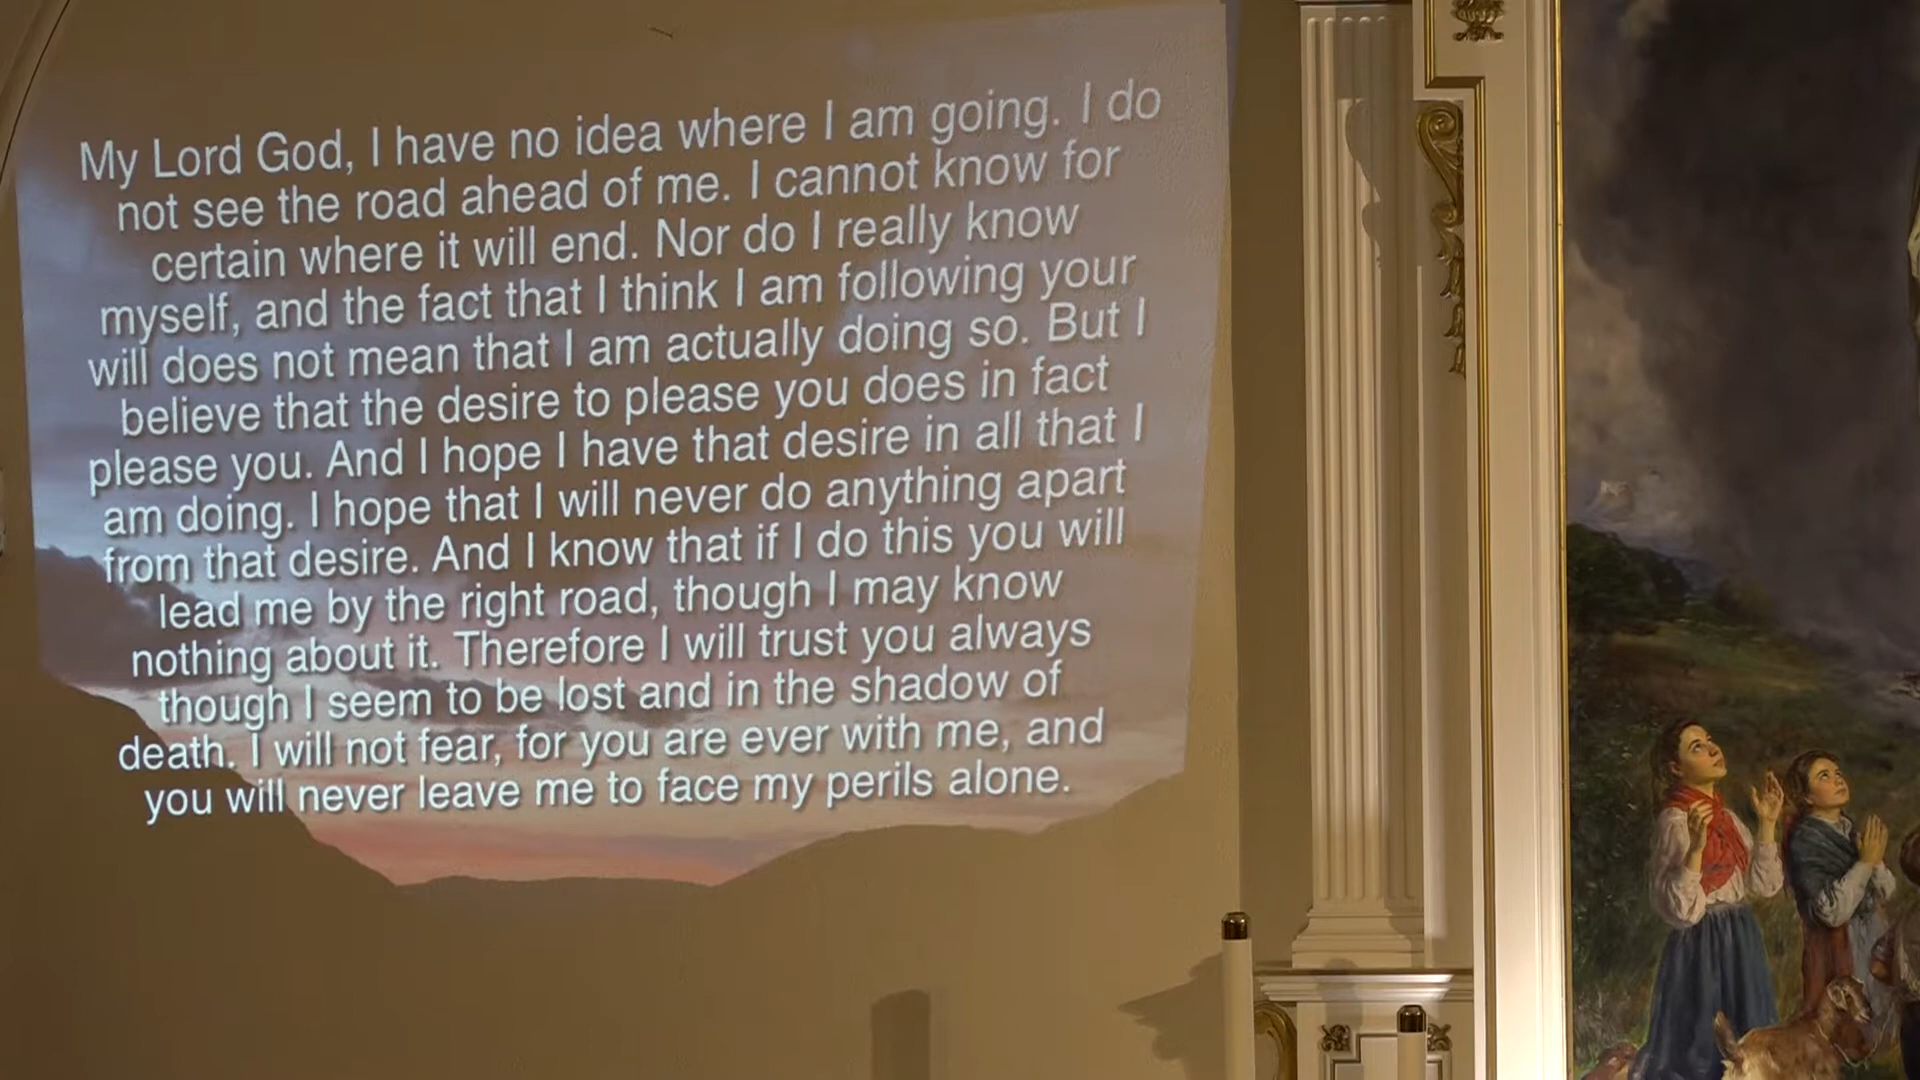 My Lord God, I have no idea where I am going. I do
not see the road ahead of me. I cannot know for
certain where it will end. Nor do I really know
myself, and the fact that I think I am following your
will does not mean that I am actually doing so. But I
believe that the desire to please you does in fact
please you. And I hope I have that desire in all that I
am doing. I hope that I will never do anything apart
from that desire. And I know that if I do this you will
lead me by the right road, though I may know
nothing about it. Therefore I will trust you always
though I seem to be lost and in the shadow of
death. I will not fear, for you are ever with me, and
you will never leave me to face my perils alone.